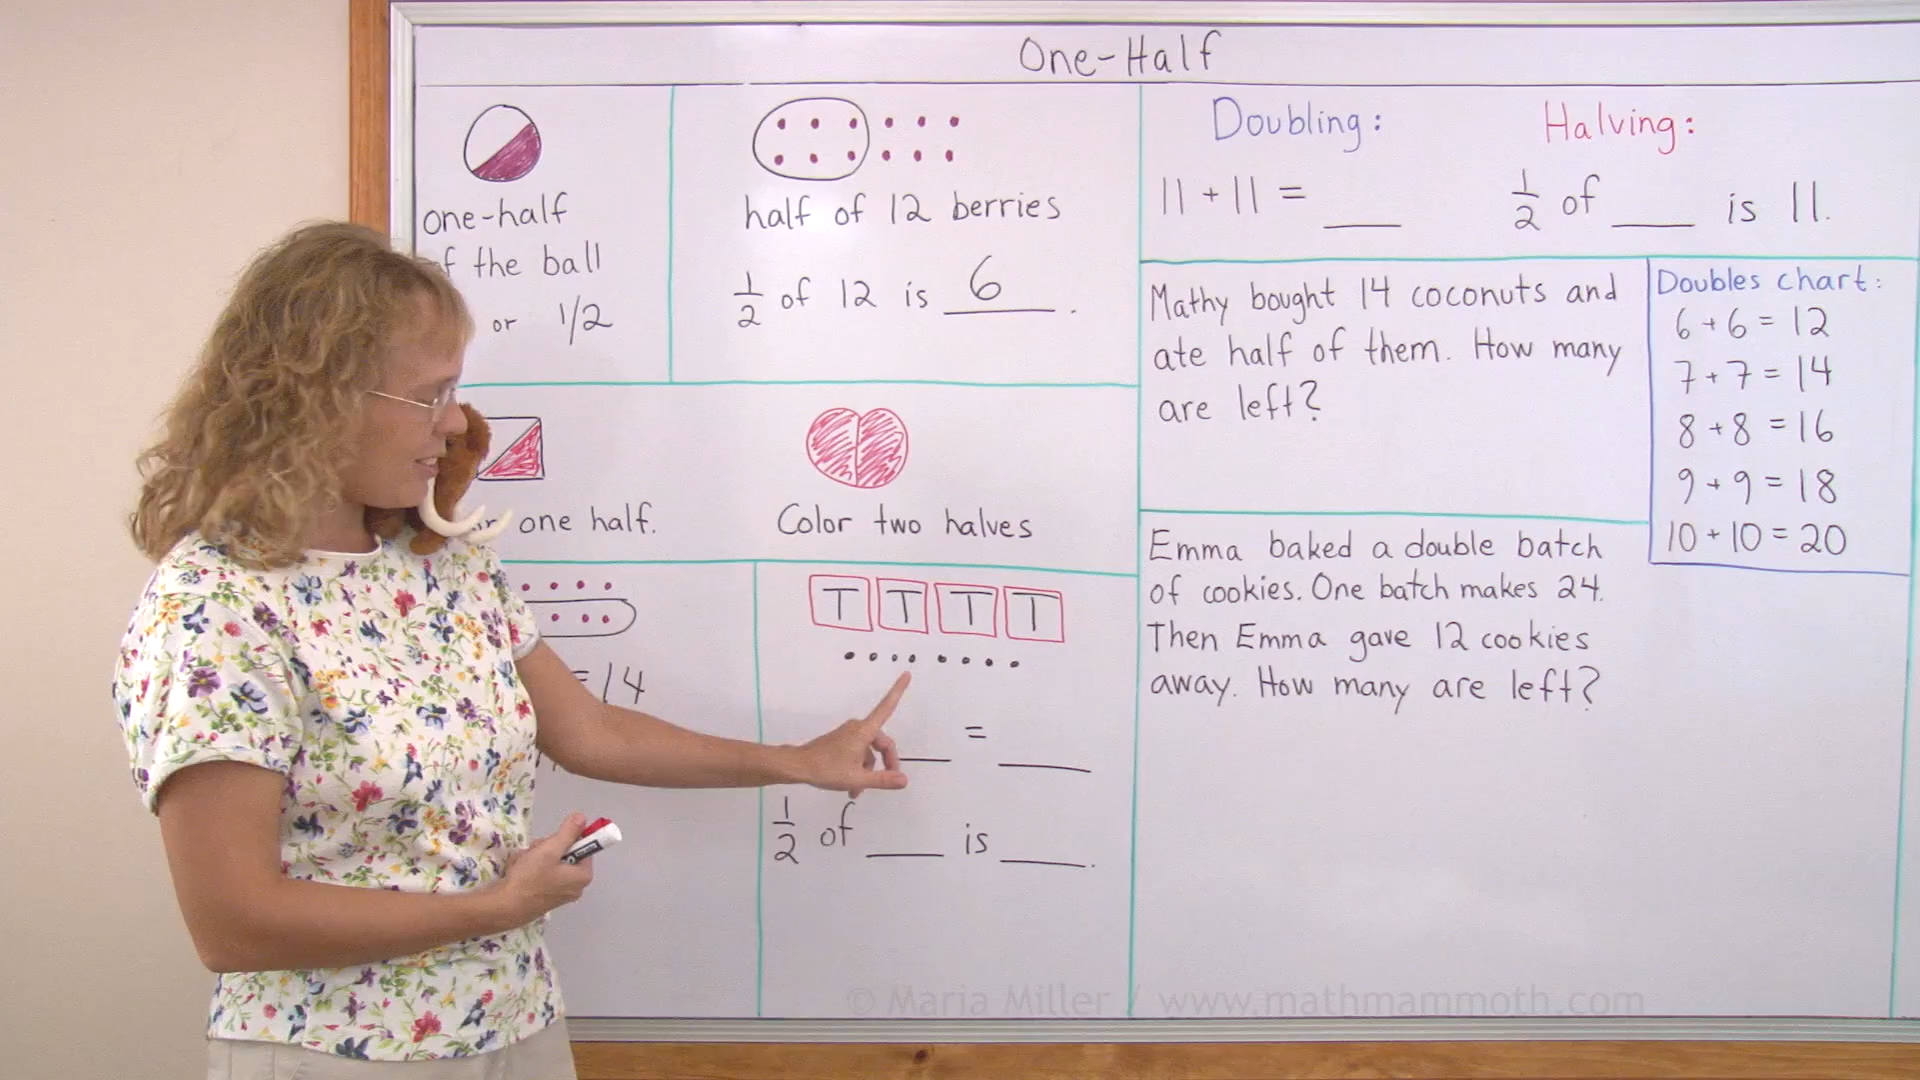 One-Half
one-half
of the ball
or 1/2
half of 12 berries
1/2 of 12 is 6.
Doubling:
11 + 11 = ___
Halving:
1/2 of ___ is 11.
Mathy bought 14 coconuts and
ate half of them. How many
are left?
Doubles chart:
6 + 6 = 12
7 + 7 = 14
8 + 8 = 16
9 + 9 = 18
10 + 10 = 20
one half.
Color two halves
Emma baked a double batch
of cookies. One batch makes 24.
Then Emma gave 12 cookies
away. How many are left?
= 14
T T T T
___ = ___
1/2 of ___ is ___.
© Maria Miller / www.mathmammoth.com